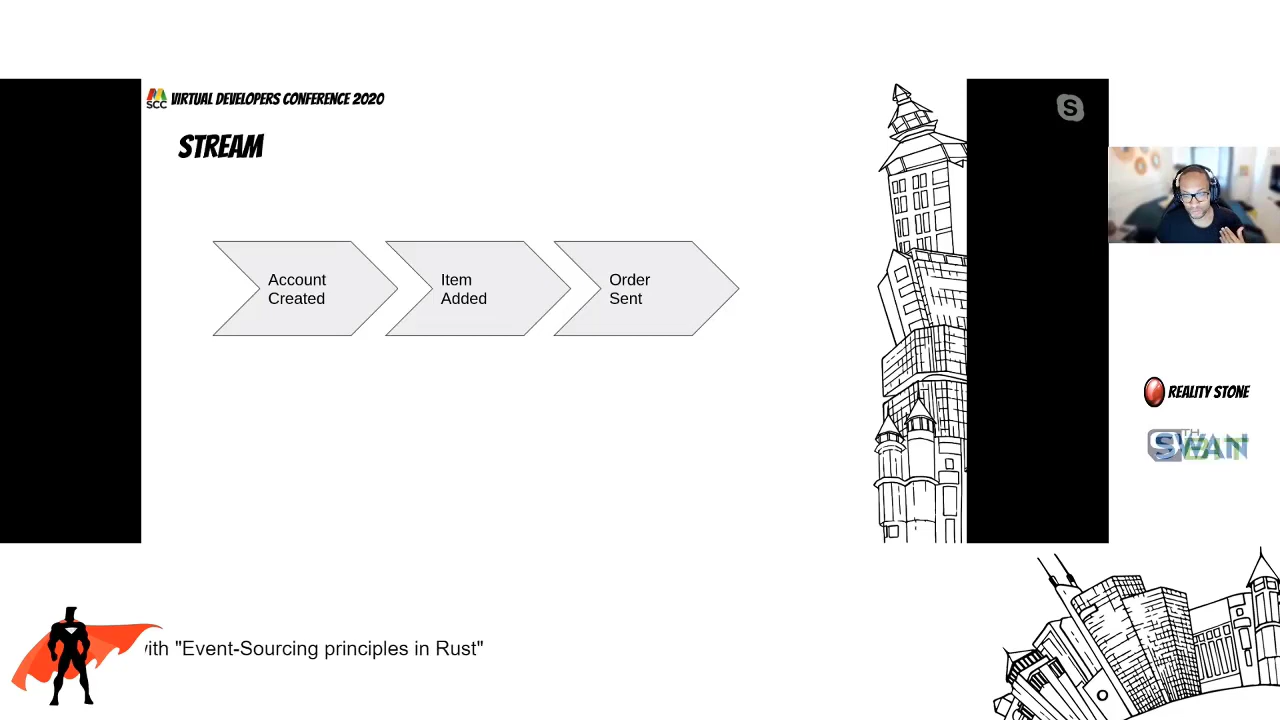 SCC VIRTUAL DEVELOPERS CONFERENCE 2020
STREAM
Account
Created
Item
Added
Order
Sent
S
REALITY STONE
with "Event-Sourcing principles in Rust"